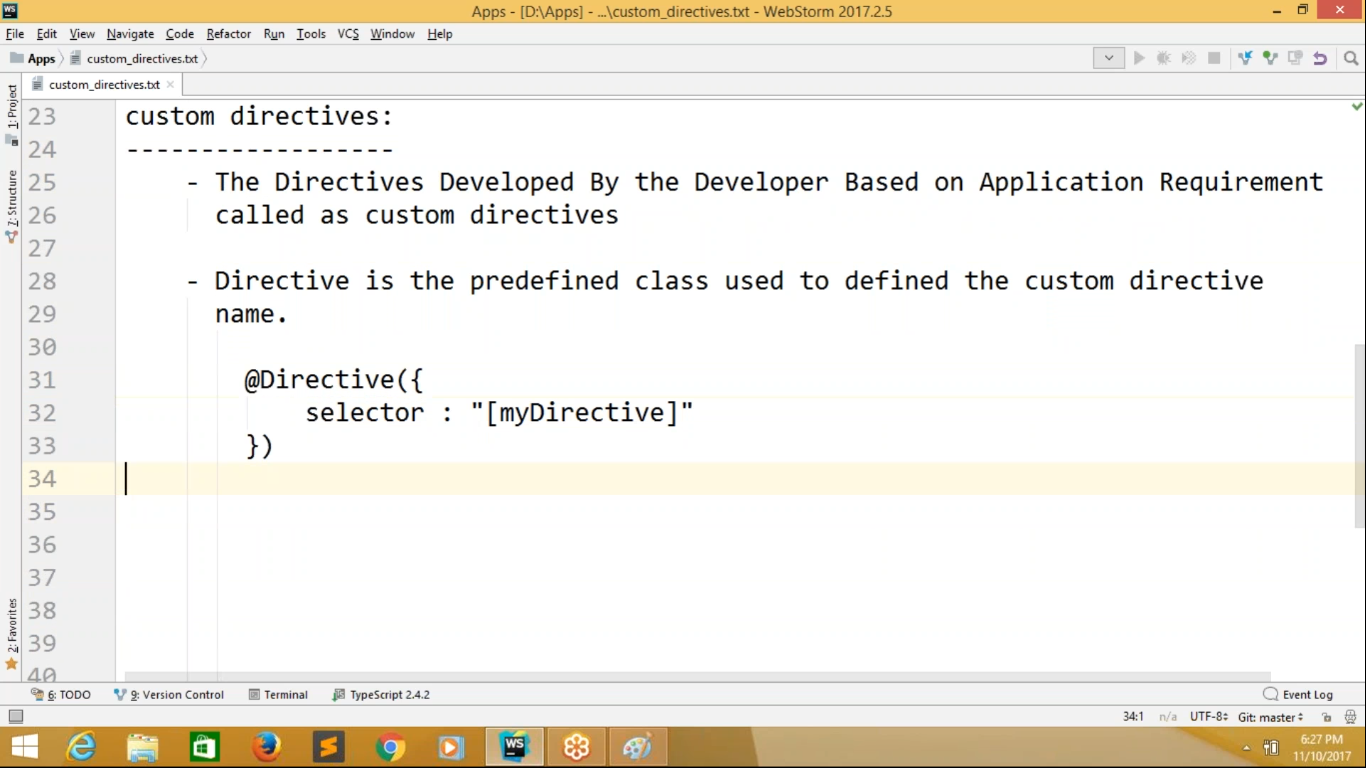 Apps - [D:\Apps] - ...\custom_directives.txt - WebStorm 2017.2.5
File Edit View Navigate Code Refactor Run Tools VCS Window Help
Apps custom_directives.txt
custom_directives.txt
1: Project
7: Structure
2: Favorites
23 custom directives:
24 ------------------
25 - The Directives Developed By the Developer Based on Application Requirement
26 called as custom directives
27
28 - Directive is the predefined class used to defined the custom directive
29 name.
30
31 @Directive({
32 selector : "[myDirective]"
33 })
34
35
36
37
38
39
40
6: TODO 9: Version Control Terminal TypeScript 2.4.2 Event Log
34:1 n/a UTF-8 Git: master
WS
6:27 PM
11/10/2017